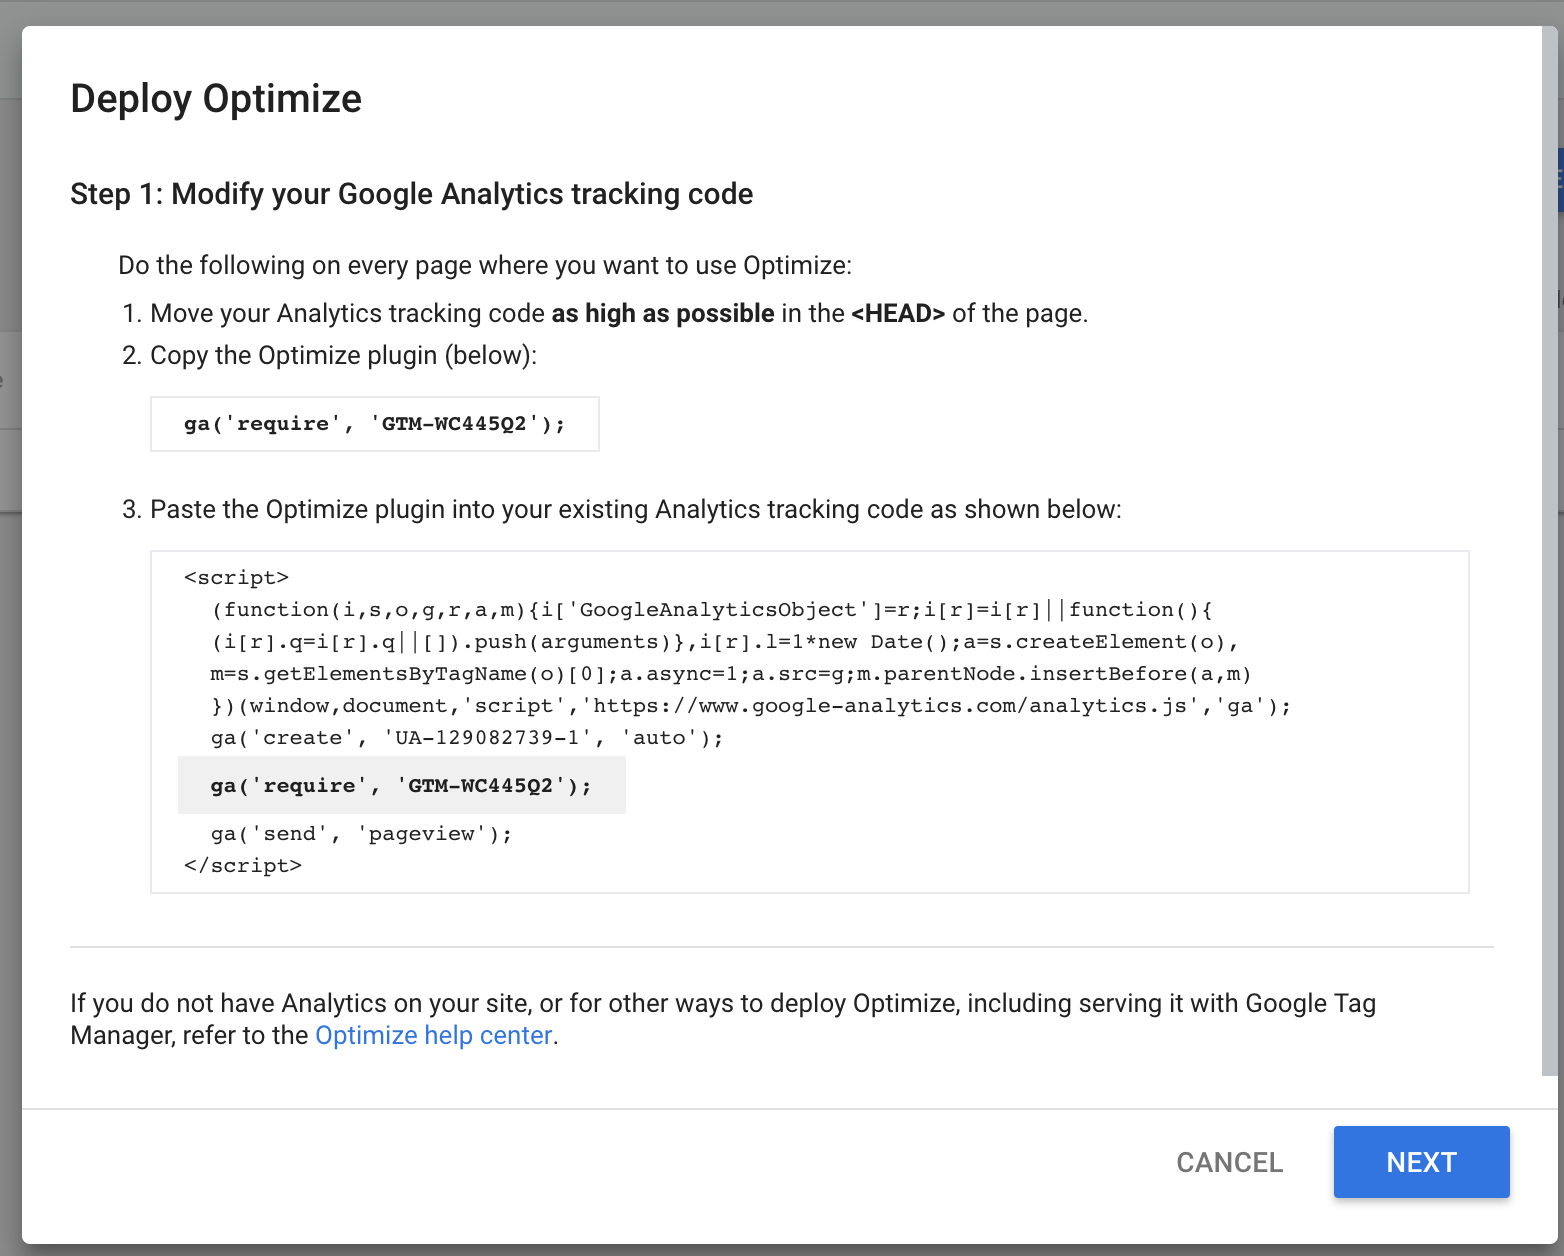 Deploy Optimize
Step 1: Modify your Google Analytics tracking code
Do the following on every page where you want to use Optimize:
1. Move your Analytics tracking code as high as possible in the <HEAD> of the page.
2. Copy the Optimize plugin (below):
ga('require', 'GTM-WC445Q2');
3. Paste the Optimize plugin into your existing Analytics tracking code as shown below:
<script>
(function(i,s,o,g,r,a,m){i['GoogleAnalyticsObject']=r;i[r]=i[r]||function(){
(i[r].q=i[r].q||[]).push(arguments)},i[r].l=1*new Date();a=s.createElement(o),
m=s.getElementsByTagName(o)[0];a.async=1;a.src=g;m.parentNode.insertBefore(a,m)
})(window,document,'script','https://www.google-analytics.com/analytics.js','ga');
ga('create', 'UA-129082739-1', 'auto');
ga('require', 'GTM-WC445Q2');
ga('send', 'pageview');
</script>
If you do not have Analytics on your site, or for other ways to deploy Optimize, including serving it with Google Tag
Manager, refer to the Optimize help center.
CANCEL NEXT